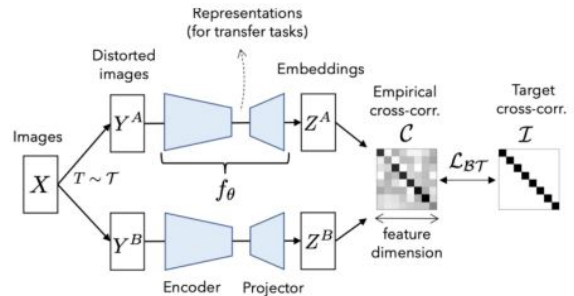 Representations
(for transfer tasks)
Distorted
images
Embeddings
Empirical
cross-corr.
Target
cross-corr.
Images
Y^A
Z^A
C
I
X
T ~ 𝒯
f_θ
L_BT
Y^B
Z^B
feature
dimension
Encoder
Projector